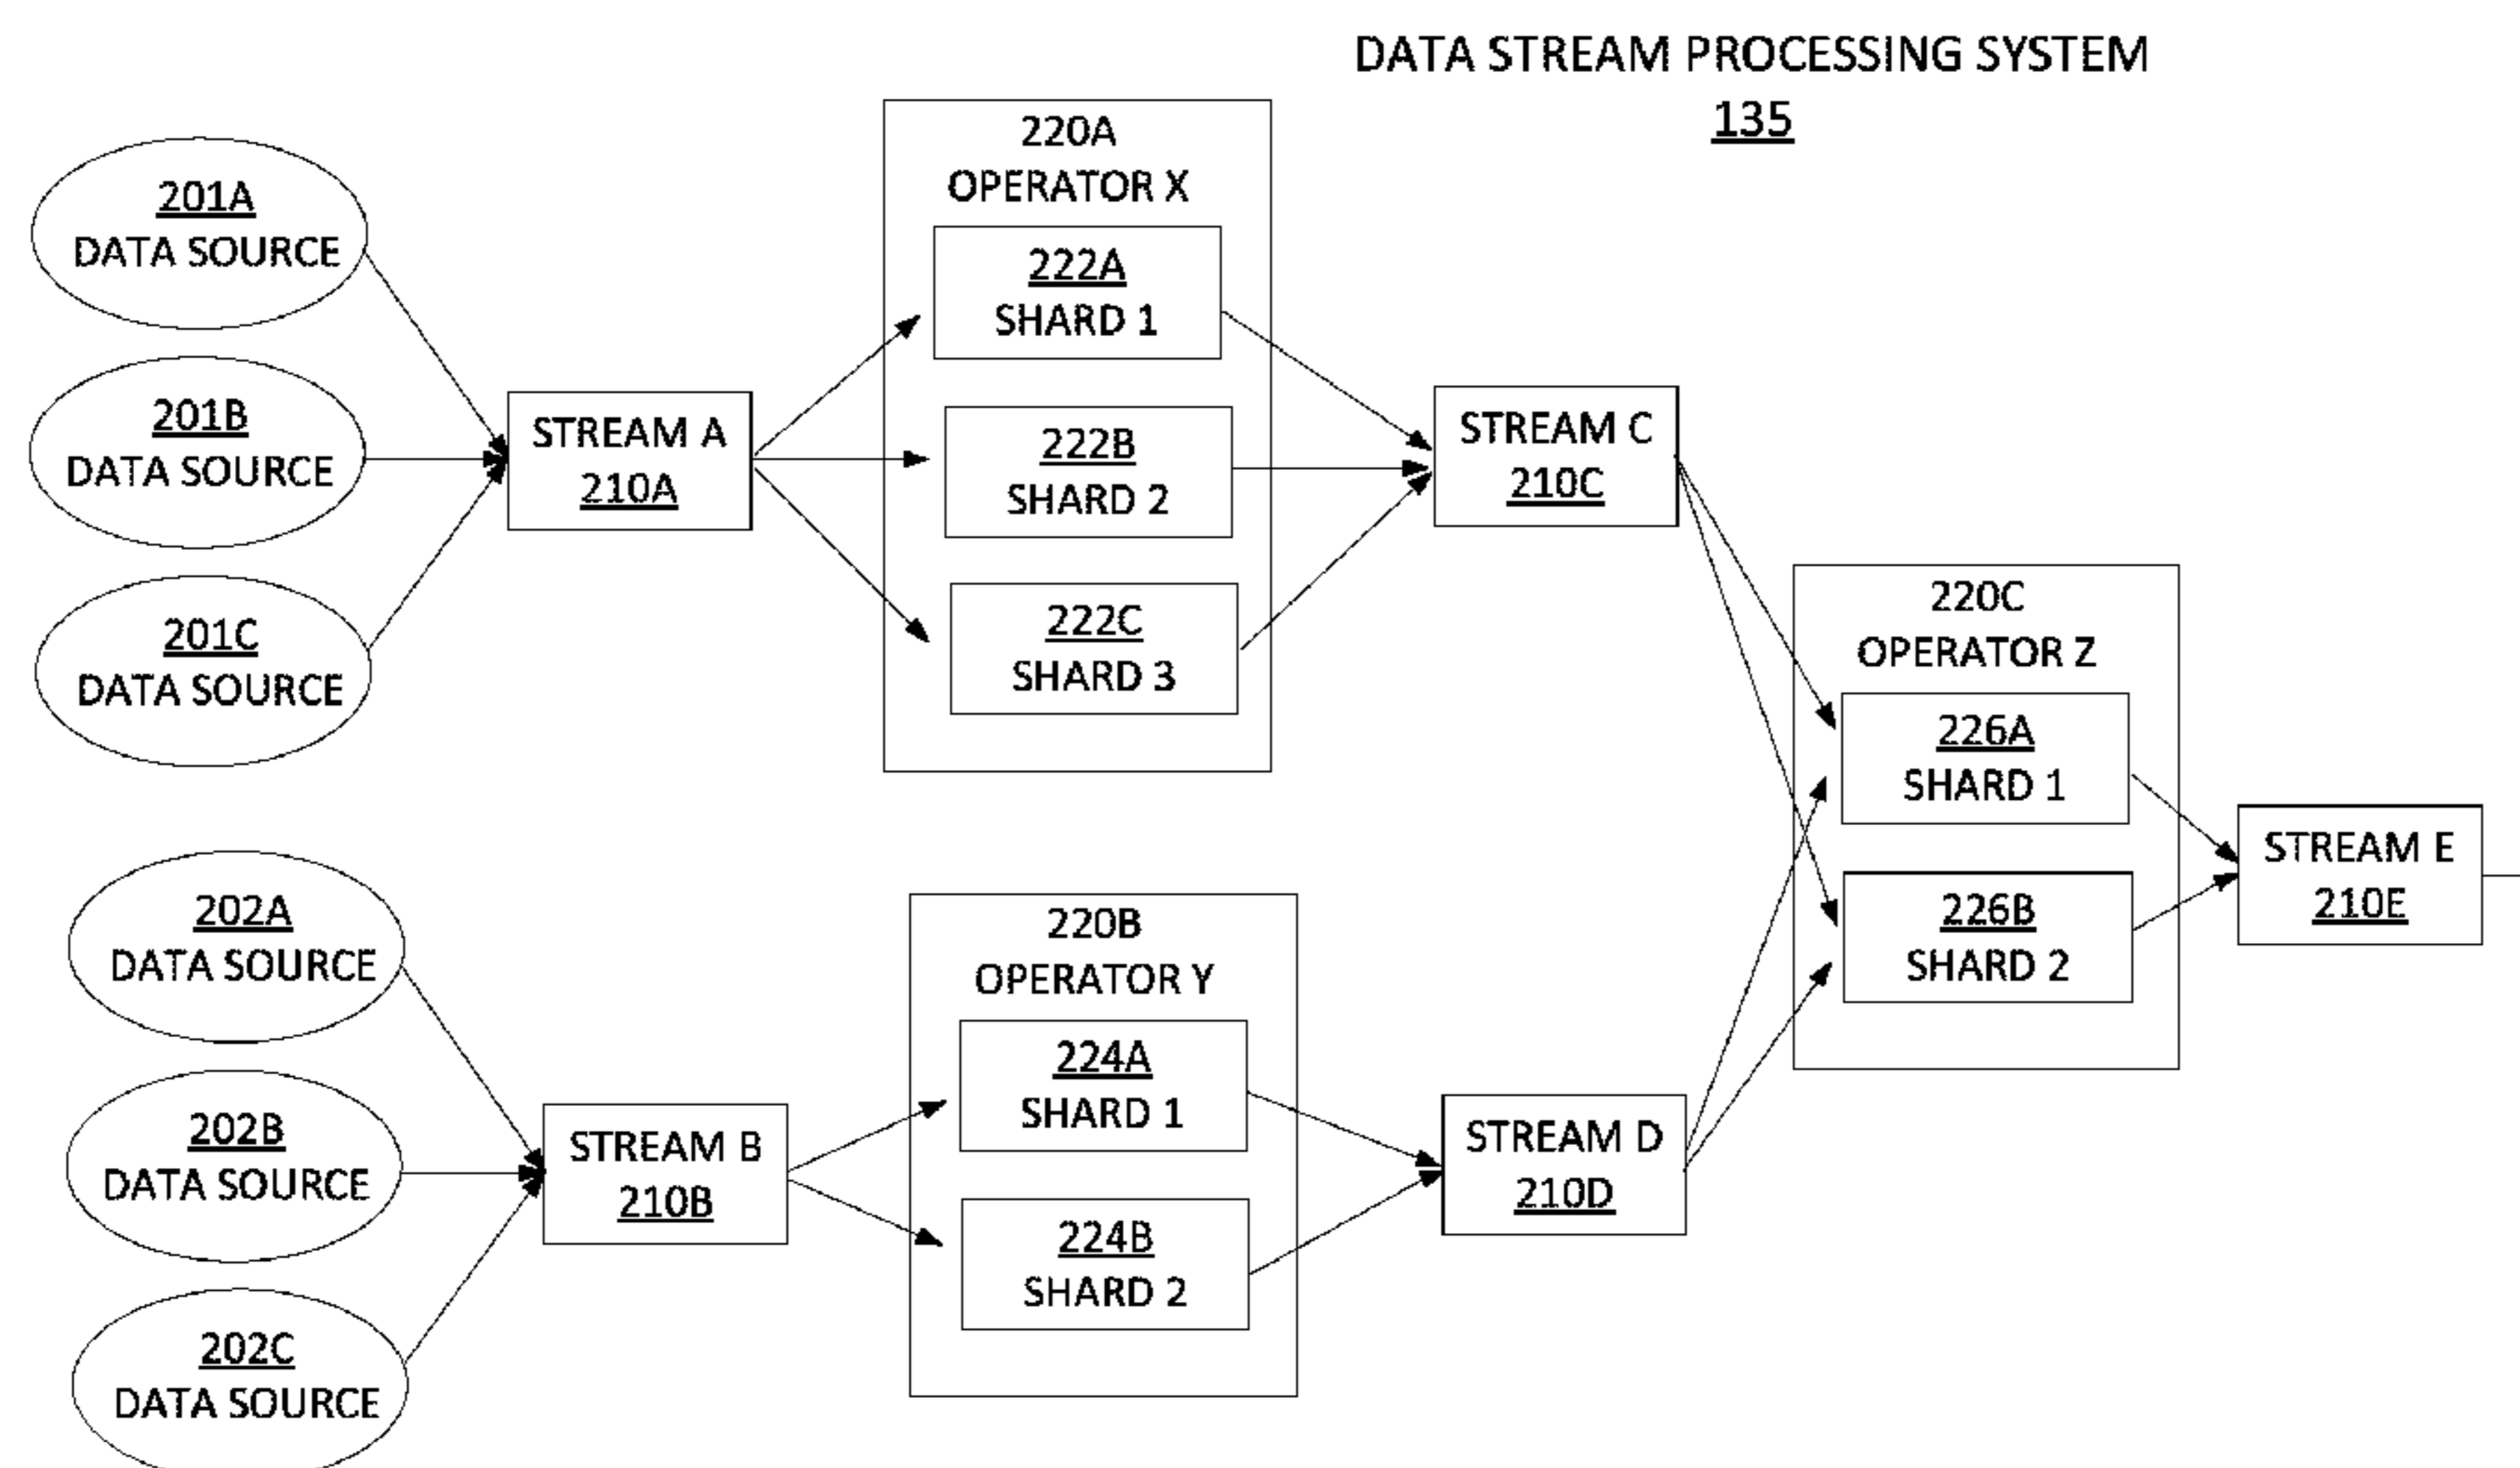 DATA STREAM PROCESSING SYSTEM
135
201A
DATA SOURCE
201B
DATA SOURCE
201C
DATA SOURCE
STREAM A
210A
220A
OPERATOR X
222A
SHARD 1
222B
SHARD 2
222C
SHARD 3
STREAM C
210C
202A
DATA SOURCE
202B
DATA SOURCE
202C
DATA SOURCE
STREAM B
210B
220B
OPERATOR Y
224A
SHARD 1
224B
SHARD 2
STREAM D
210D
220C
OPERATOR Z
226A
SHARD 1
226B
SHARD 2
STREAM E
210E